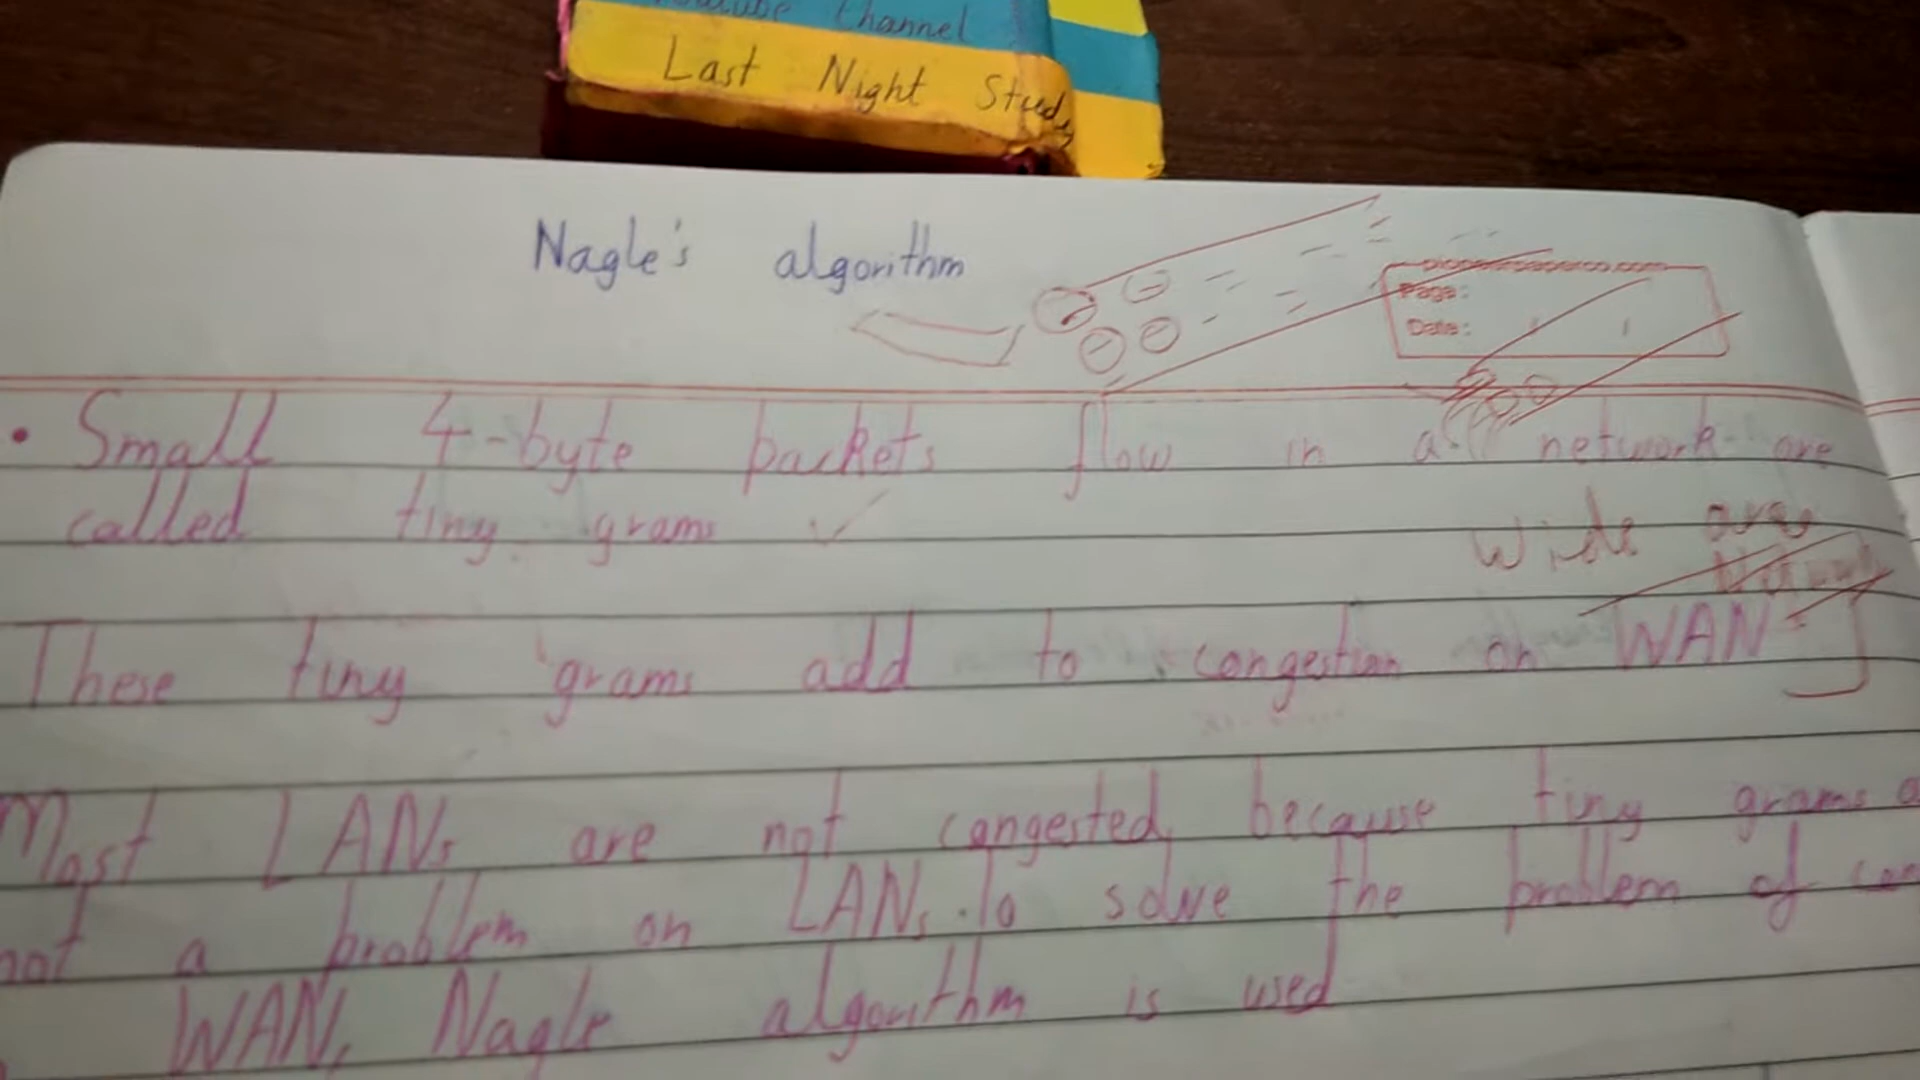 Channel
Last Night Study
Nagle's algorithm
Page:
Date:
• Small 4-byte packets flow in a network are
called tiny grams
Wide area
Network
These tiny grams add to congestion on WAN
Most LANs are not congested because tiny grams
not a problem on LANs. To solve the problem of
WAN, Nagle algorithm is used